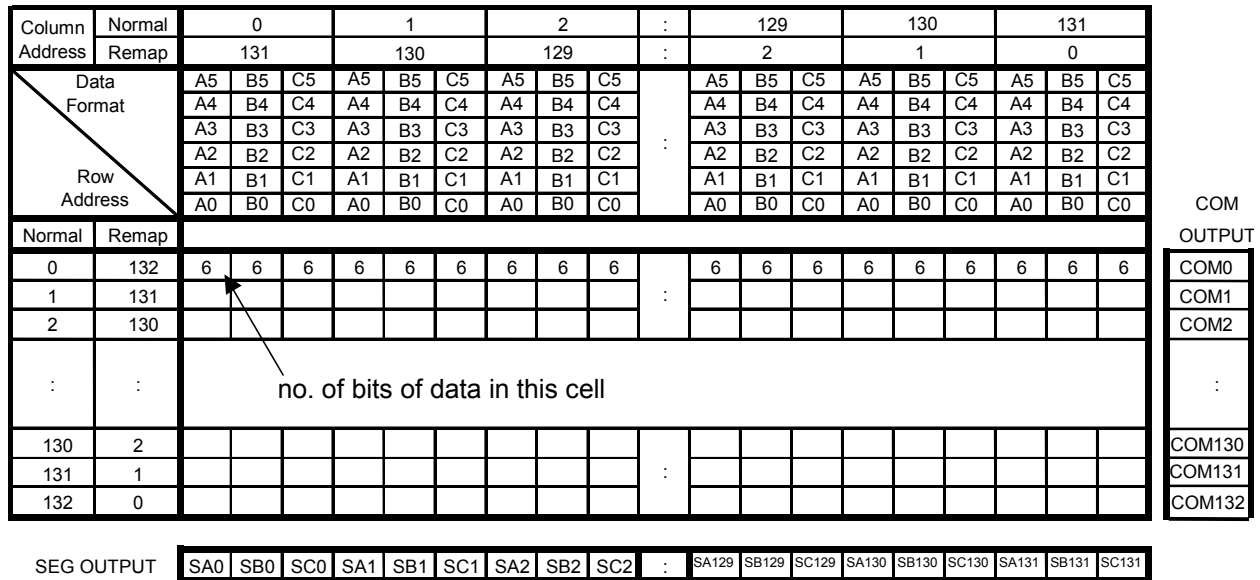 Column Normal 0 1 2 : 129 130 131
Address Remap 131 130 129 : 2 1 0
Data A5 B5 C5 A5 B5 C5 A5 B5 C5 A5 B5 C5 A5 B5 C5 A5 B5 C5
Format A4 B4 C4 A4 B4 C4 A4 B4 C4 A4 B4 C4 A4 B4 C4 A4 B4 C4
A3 B3 C3 A3 B3 C3 A3 B3 C3 : A3 B3 C3 A3 B3 C3 A3 B3 C3
A2 B2 C2 A2 B2 C2 A2 B2 C2 A2 B2 C2 A2 B2 C2 A2 B2 C2
Row A1 B1 C1 A1 B1 C1 A1 B1 C1 A1 B1 C1 A1 B1 C1 A1 B1 C1
Address A0 B0 C0 A0 B0 C0 A0 B0 C0 A0 B0 C0 A0 B0 C0 A0 B0 C0 COM
Normal Remap OUTPUT
0 132 6 6 6 6 6 6 6 6 6 6 6 6 6 6 6 6 6 6 COM0
1 131 : COM1
2 130 COM2
: : no. of bits of data in this cell :
130 2 COM130
131 1 : COM131
132 0 COM132
SEG OUTPUT SA0 SB0 SC0 SA1 SB1 SC1 SA2 SB2 SC2 : SA129 SB129 SC129 SA130 SB130 SC130 SA131 SB131 SC131